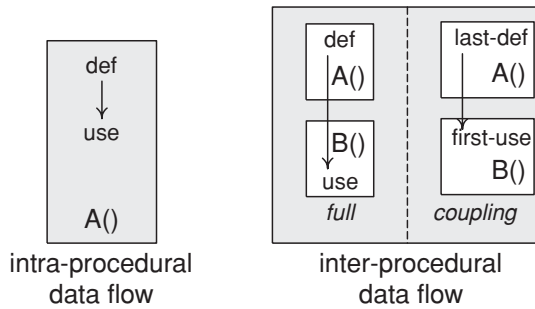 def
use
A()
intra-procedural
data flow
def
A()
B()
use
full
last-def
A()
first-use
B()
coupling
inter-procedural
data flow